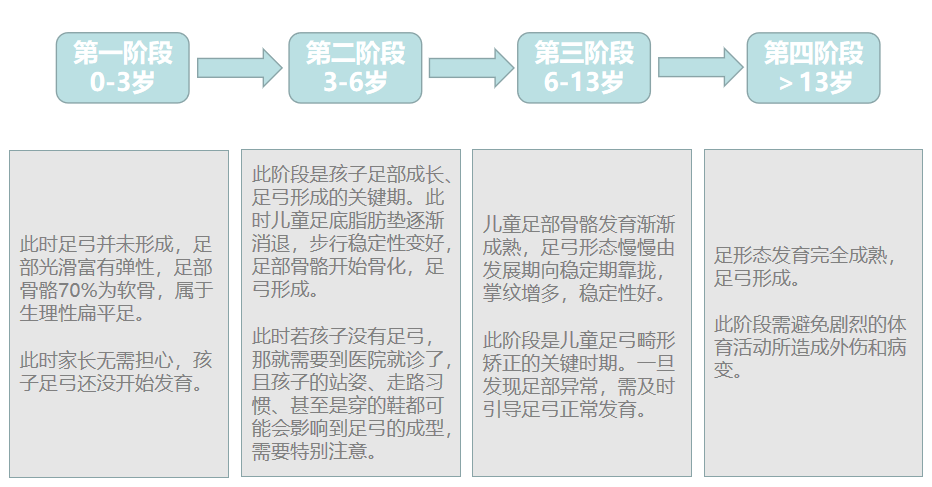 第一阶段
0-3岁
第二阶段
3-6岁
第三阶段
6-13岁
第四阶段
＞13岁
此时足弓并未形成，足
部光滑富有弹性，足部
骨骼70%为软骨，属于
生理性扁平足。
此时家长无需担心，孩
子足弓还没开始发育。
此阶段是孩子足部成长、
足弓形成的关键期。此
时儿童足底脂肪垫逐渐
消退，步行稳定性变好，
足部骨骼开始骨化，足
弓形成。
此时若孩子没有足弓，
那就需要到医院就诊了，
且孩子的站姿、走路习
惯、甚至是穿的鞋都可
能会影响到足弓的成型，
需要特别注意。
儿童足部骨骼发育渐渐
成熟，足弓形态慢慢由
发展期向稳定期靠拢，
掌纹增多，稳定性好。
此阶段是儿童足弓畸形
矫正的关键时期。一旦
发现足部异常，需及时
引导足弓正常发育。
足形态发育完全成熟，
足弓形成。
此阶段需避免剧烈的体
育活动所造成外伤和病
变。